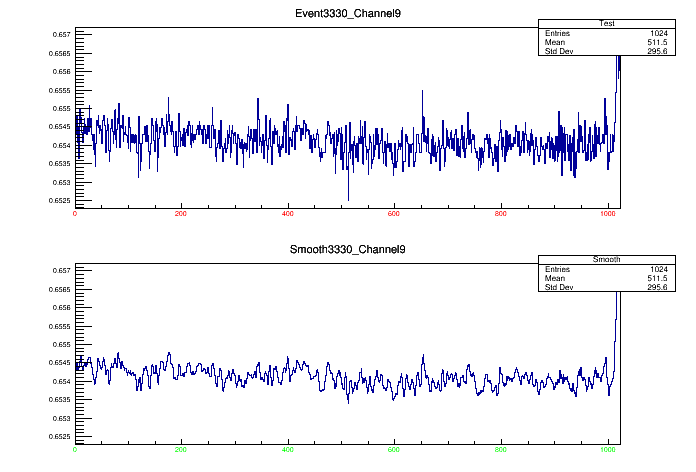 Event3330_Channel9
Test
Entries 1024
Mean 511.5
Std Dev 295.6
0.657
0.6565
0.656
0.6555
0.655
0.6545
0.654
0.6535
0.653
0.6525
0 200 400 600 800 1000
Smooth3330_Channel9
Smooth
Entries 1024
Mean 511.5
Std Dev 295.6
0.657
0.6565
0.656
0.6555
0.655
0.6545
0.654
0.6535
0.653
0.6525
0 200 400 600 800 1000